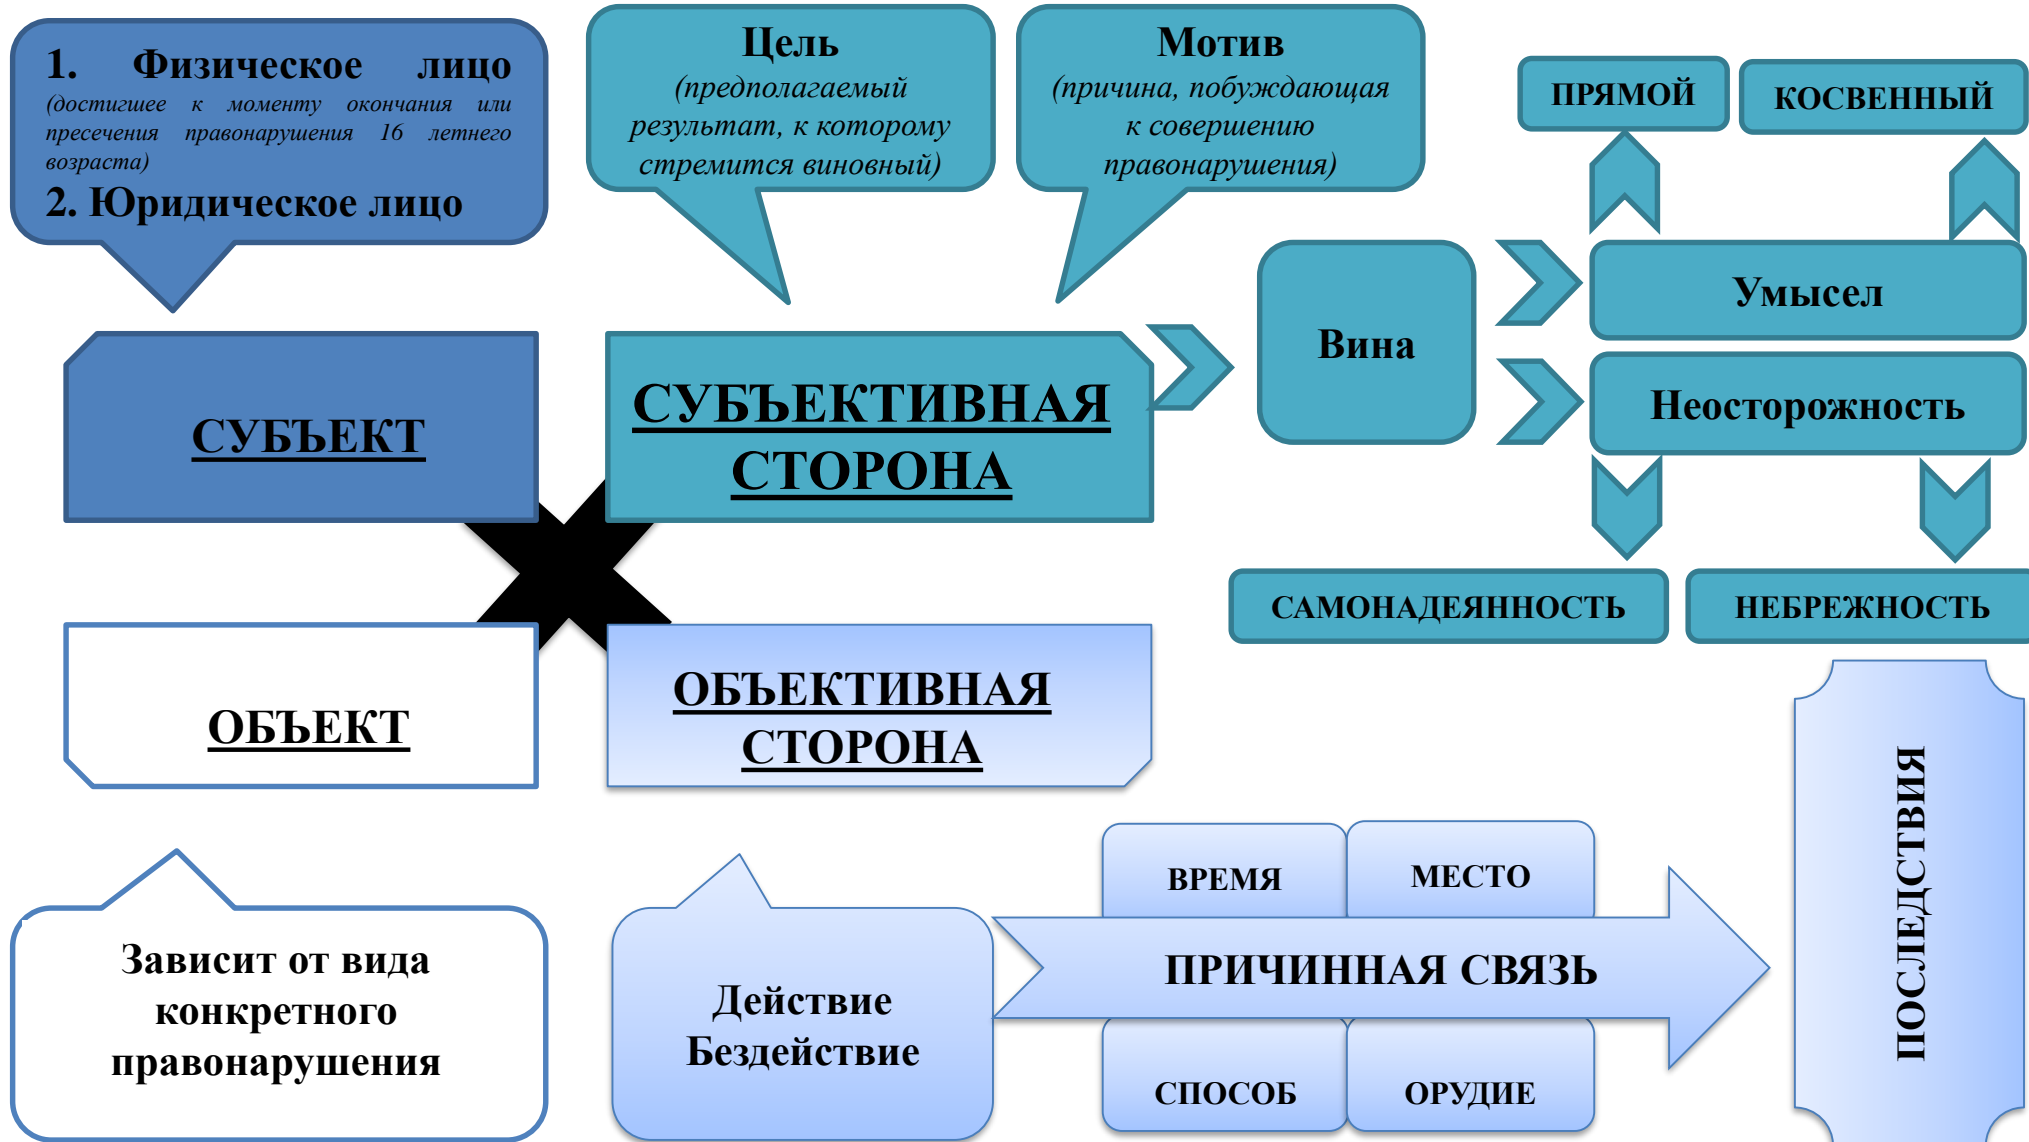 1. Физическое лицо
(достигшее к моменту окончания или
пресечения правонарушения 16 летнего
возраста)
2. Юридическое лицо
Цель
(предполагаемый
результат, к которому
стремится виновный)
Мотив
(причина, побуждающая
к совершению
правонарушения)
ПРЯМОЙ
КОСВЕННЫЙ
Умысел
Вина
Неосторожность
СУБЪЕКТ
СУБЪЕКТИВНАЯ
СТОРОНА
САМОНАДЕЯННОСТЬ
НЕБРЕЖНОСТЬ
ОБЪЕКТ
ОБЪЕКТИВНАЯ
СТОРОНА
Зависит от вида
конкретного
правонарушения
Действие
Бездействие
ВРЕМЯ
МЕСТО
ПРИЧИННАЯ СВЯЗЬ
СПОСОБ
ОРУДИЕ
ПОСЛЕДСТВИЯ